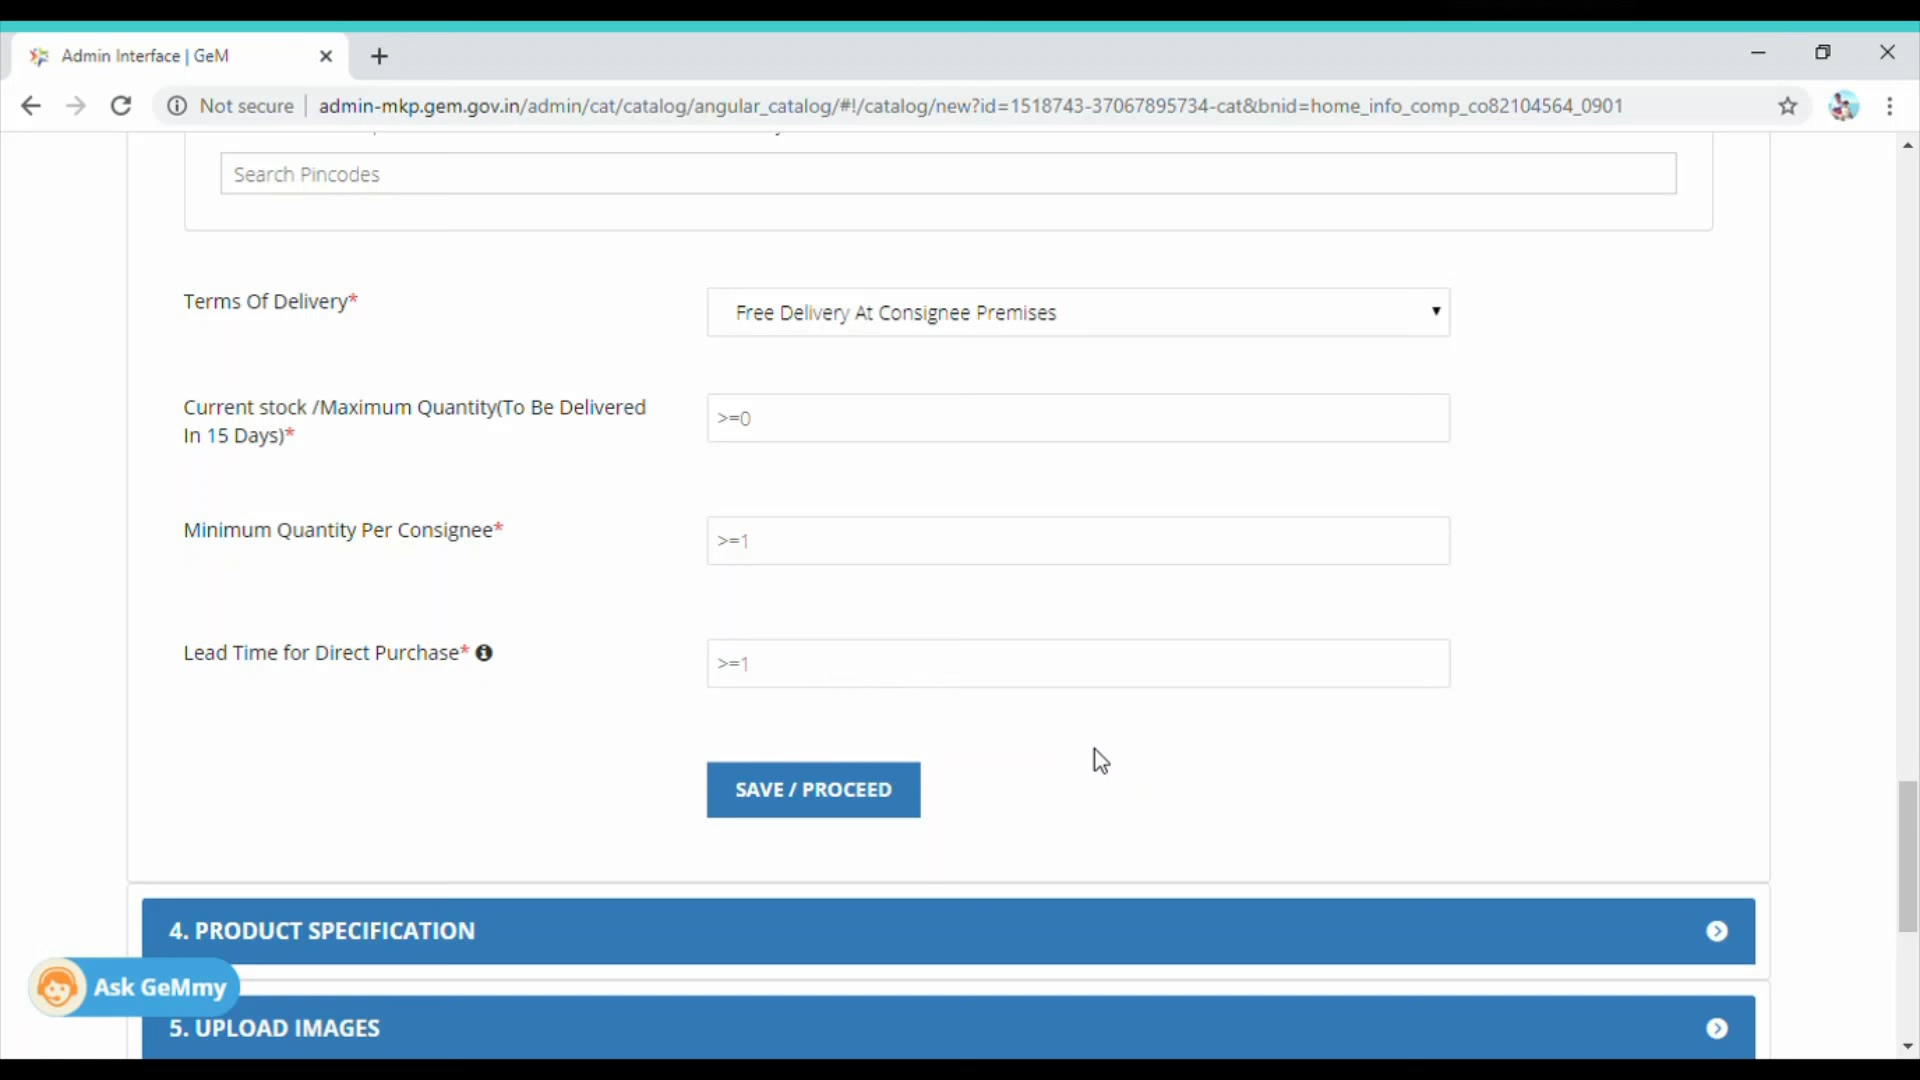 Admin Interface | GeM
Not secure
admin-mkp.gem.gov.in/admin/cat/catalog/angular_catalog/#!/catalog/new?id=1518743-37067895734-cat&bnid=home_info_comp_co82104564_0901
Search Pincodes
Terms Of Delivery*
Free Delivery At Consignee Premises
Current stock /Maximum Quantity(To Be Delivered
In 15 Days)*
>=0
Minimum Quantity Per Consignee*
>=1
Lead Time for Direct Purchase*
>=1
SAVE / PROCEED
4. PRODUCT SPECIFICATION
Ask GeMmy
5. UPLOAD IMAGES